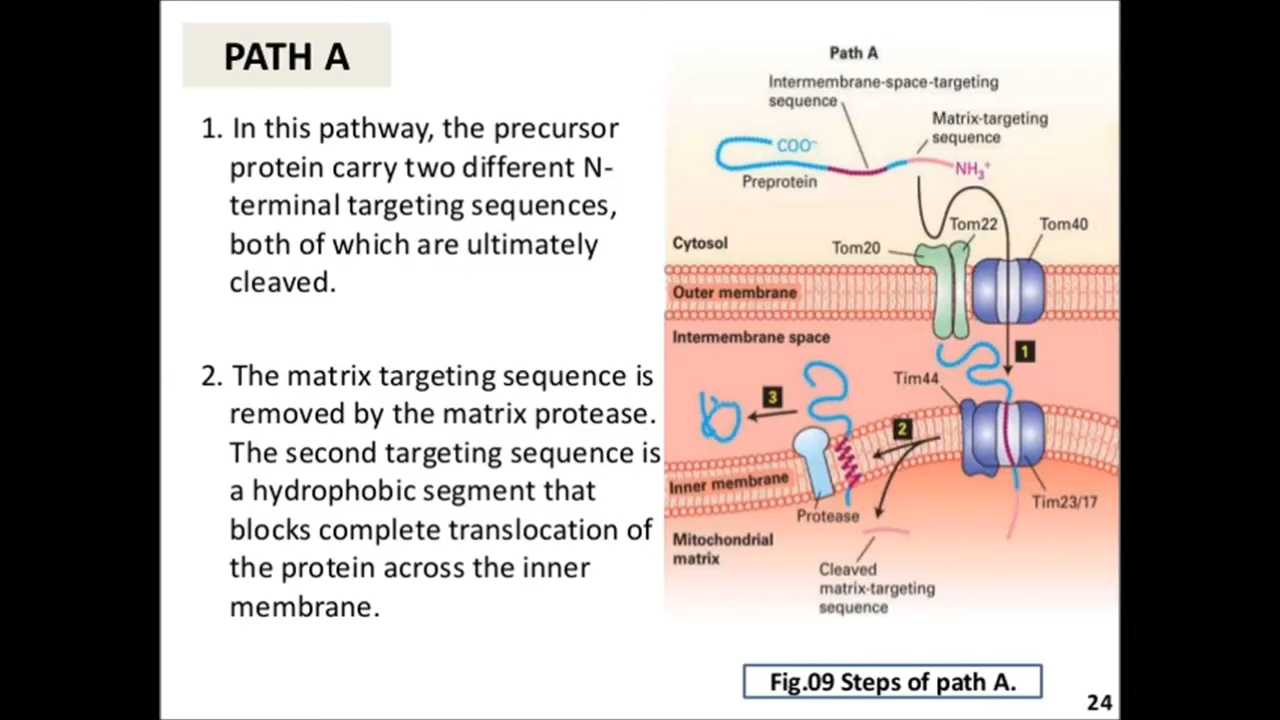 PATH A
1. In this pathway, the precursor
protein carry two different N-
terminal targeting sequences,
both of which are ultimately
cleaved.
2. The matrix targeting sequence is
removed by the matrix protease.
The second targeting sequence is
a hydrophobic segment that
blocks complete translocation of
the protein across the inner
membrane.
Path A
Intermembrane-space-targeting
sequence
Matrix-targeting
sequence
COO⁻
NH₃⁺
Preprotein
Tom22
Tom40
Cytosol
Tom20
Outer membrane
Intermembrane space
1
Tim44
3
2
Inner membrane
Tim23/17
Protease
Mitochondrial
matrix
Cleaved
matrix-targeting
sequence
Fig.09 Steps of path A.
24